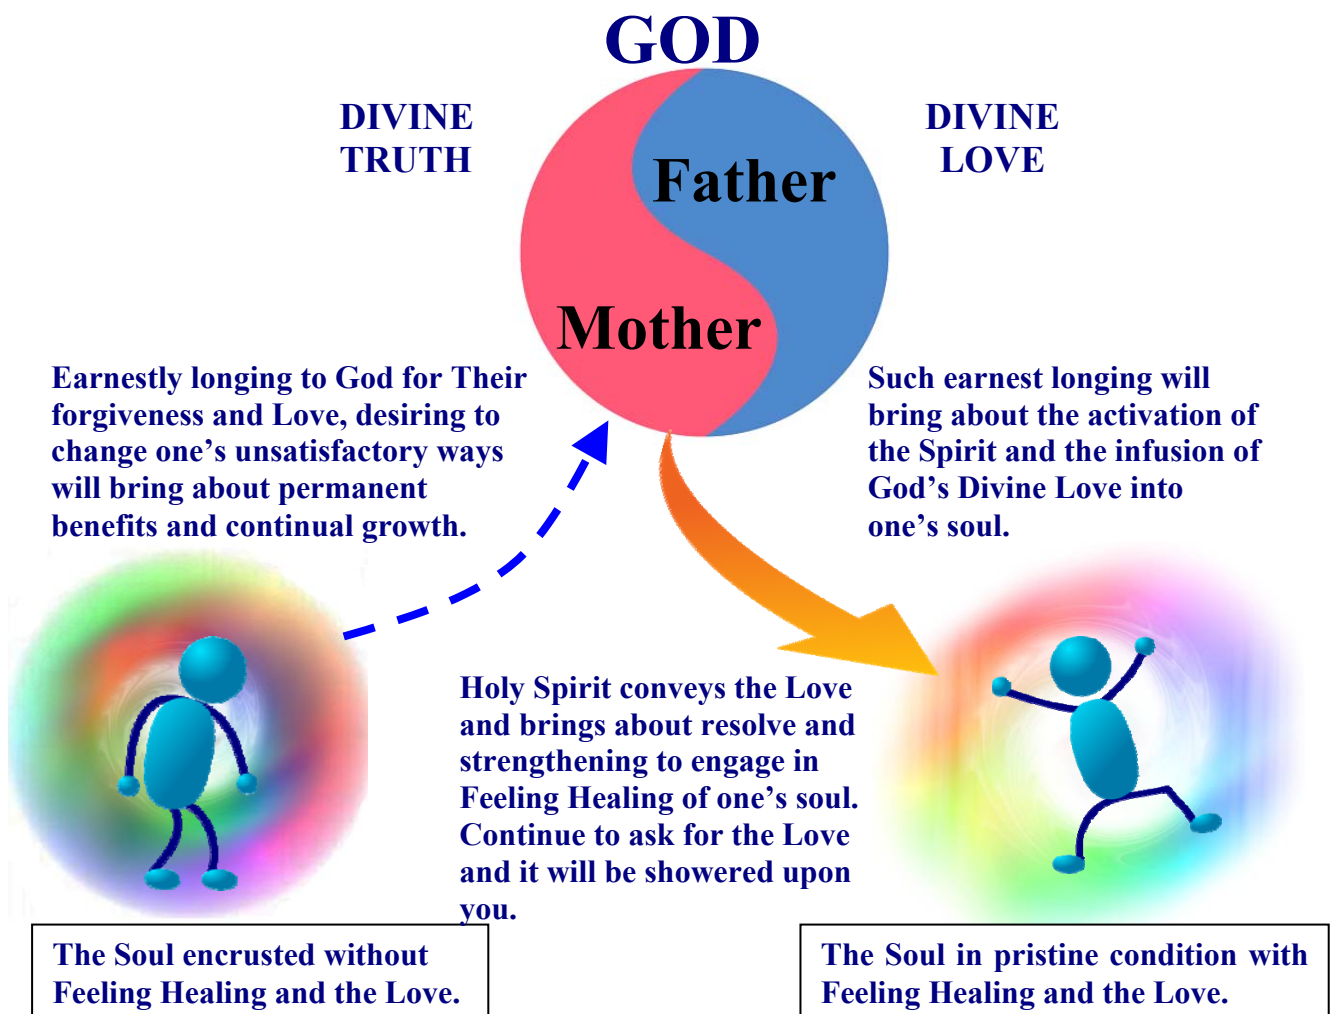 GOD
DIVINE
TRUTH
DIVINE
LOVE
Father
Mother
Earnestly longing to God for Their
forgiveness and Love, desiring to
change one’s unsatisfactory ways
will bring about permanent
benefits and continual growth.
Such earnest longing will
bring about the activation of
the Spirit and the infusion of
God’s Divine Love into
one’s soul.
Holy Spirit conveys the Love
and brings about resolve and
strengthening to engage in
Feeling Healing of one’s soul.
Continue to ask for the Love
and it will be showered upon
you.
The Soul encrusted without
Feeling Healing and the Love.
The Soul in pristine condition with
Feeling Healing and the Love.